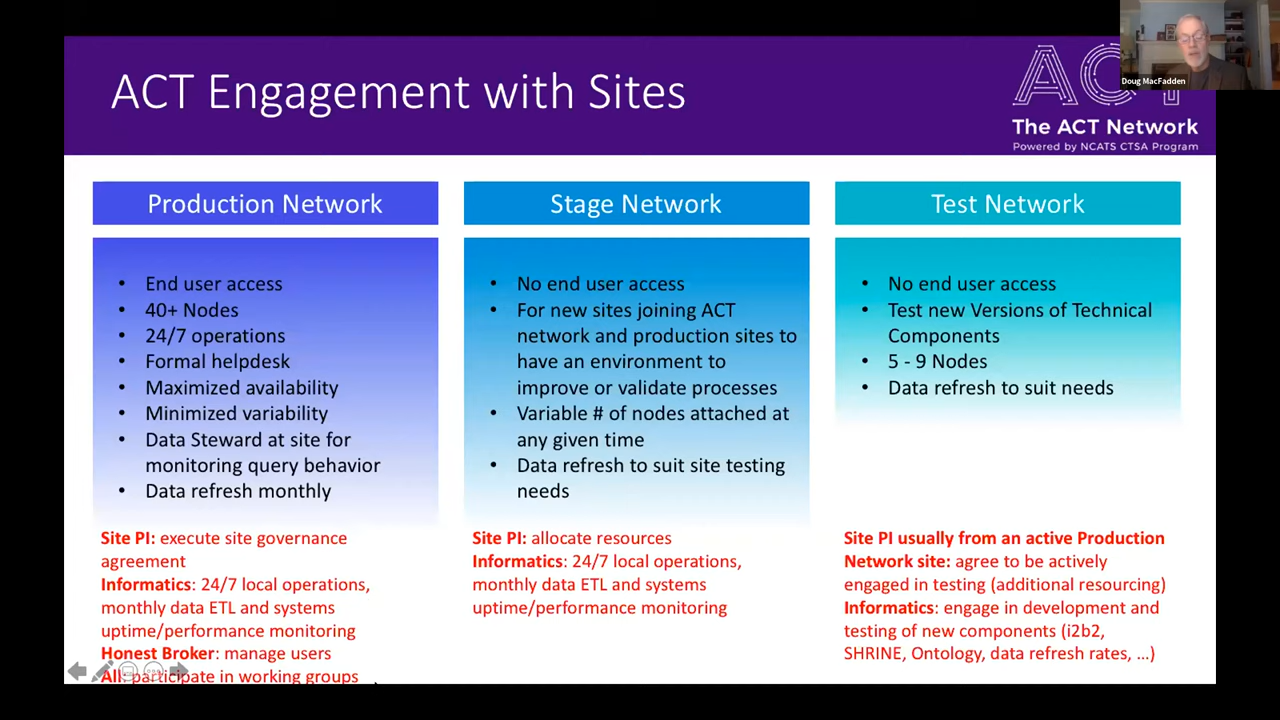 ACT Engagement with Sites
ACT
The ACT Network
Powered by NCATS CTSA Program
Doug MacFadden
Production Network
• End user access
• 40+ Nodes
• 24/7 operations
• Formal helpdesk
• Maximized availability
• Minimized variability
• Data Steward at site for
monitoring query behavior
• Data refresh monthly
Site PI: execute site governance
agreement
Informatics: 24/7 local operations,
monthly data ETL and systems
uptime/performance monitoring
Honest Broker: manage users
All: participate in working groups
Stage Network
• No end user access
• For new sites joining ACT
network and production sites to
have an environment to
improve or validate processes
• Variable # of nodes attached at
any given time
• Data refresh to suit site testing
needs
Site PI: allocate resources
Informatics: 24/7 local operations,
monthly data ETL and systems
uptime/performance monitoring
Test Network
• No end user access
• Test new Versions of Technical
Components
• 5 - 9 Nodes
• Data refresh to suit needs
Site PI usually from an active Production
Network site: agree to be actively
engaged in testing (additional resourcing)
Informatics: engage in development and
testing of new components (i2b2,
SHRINE, Ontology, data refresh rates, ...)